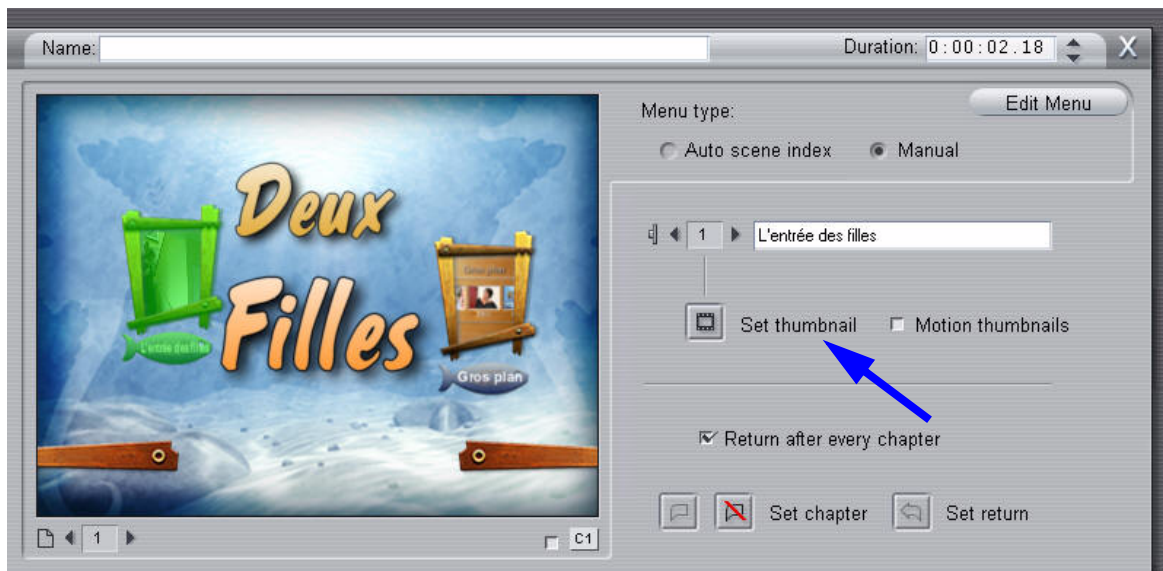 Name:
Duration: 0:00:02.18
X
Edit Menu
Menu type:
Auto scene index
Manual
1
L'entrée des filles
Set thumbnail
Motion thumbnails
Return after every chapter
Set chapter
Set return
Deux
Filles
Gros plan
L'entrée des filles
Gros plan
1
C1